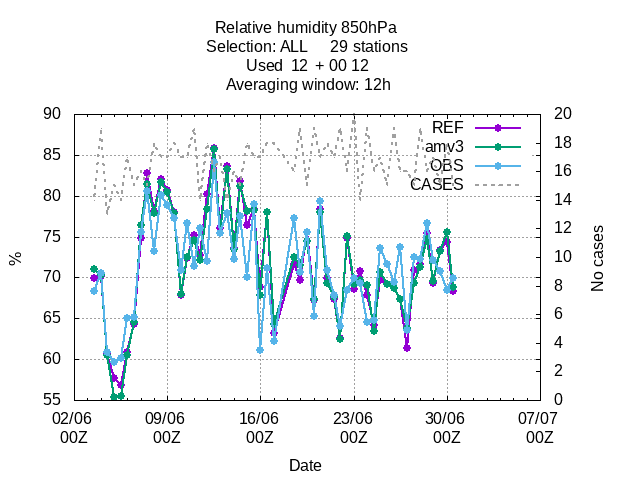 Relative humidity 850hPa
Selection: ALL 29 stations
Used 12 + 00 12
Averaging window: 12h
90 20
REF 18
85 amv3 16
OBS
80 CASES 14
75 12
% 70 10 No cases
8
65 6
60 4
2
55 0
02/06 09/06 16/06 23/06 30/06 07/07
00Z 00Z 00Z 00Z 00Z 00Z
Date